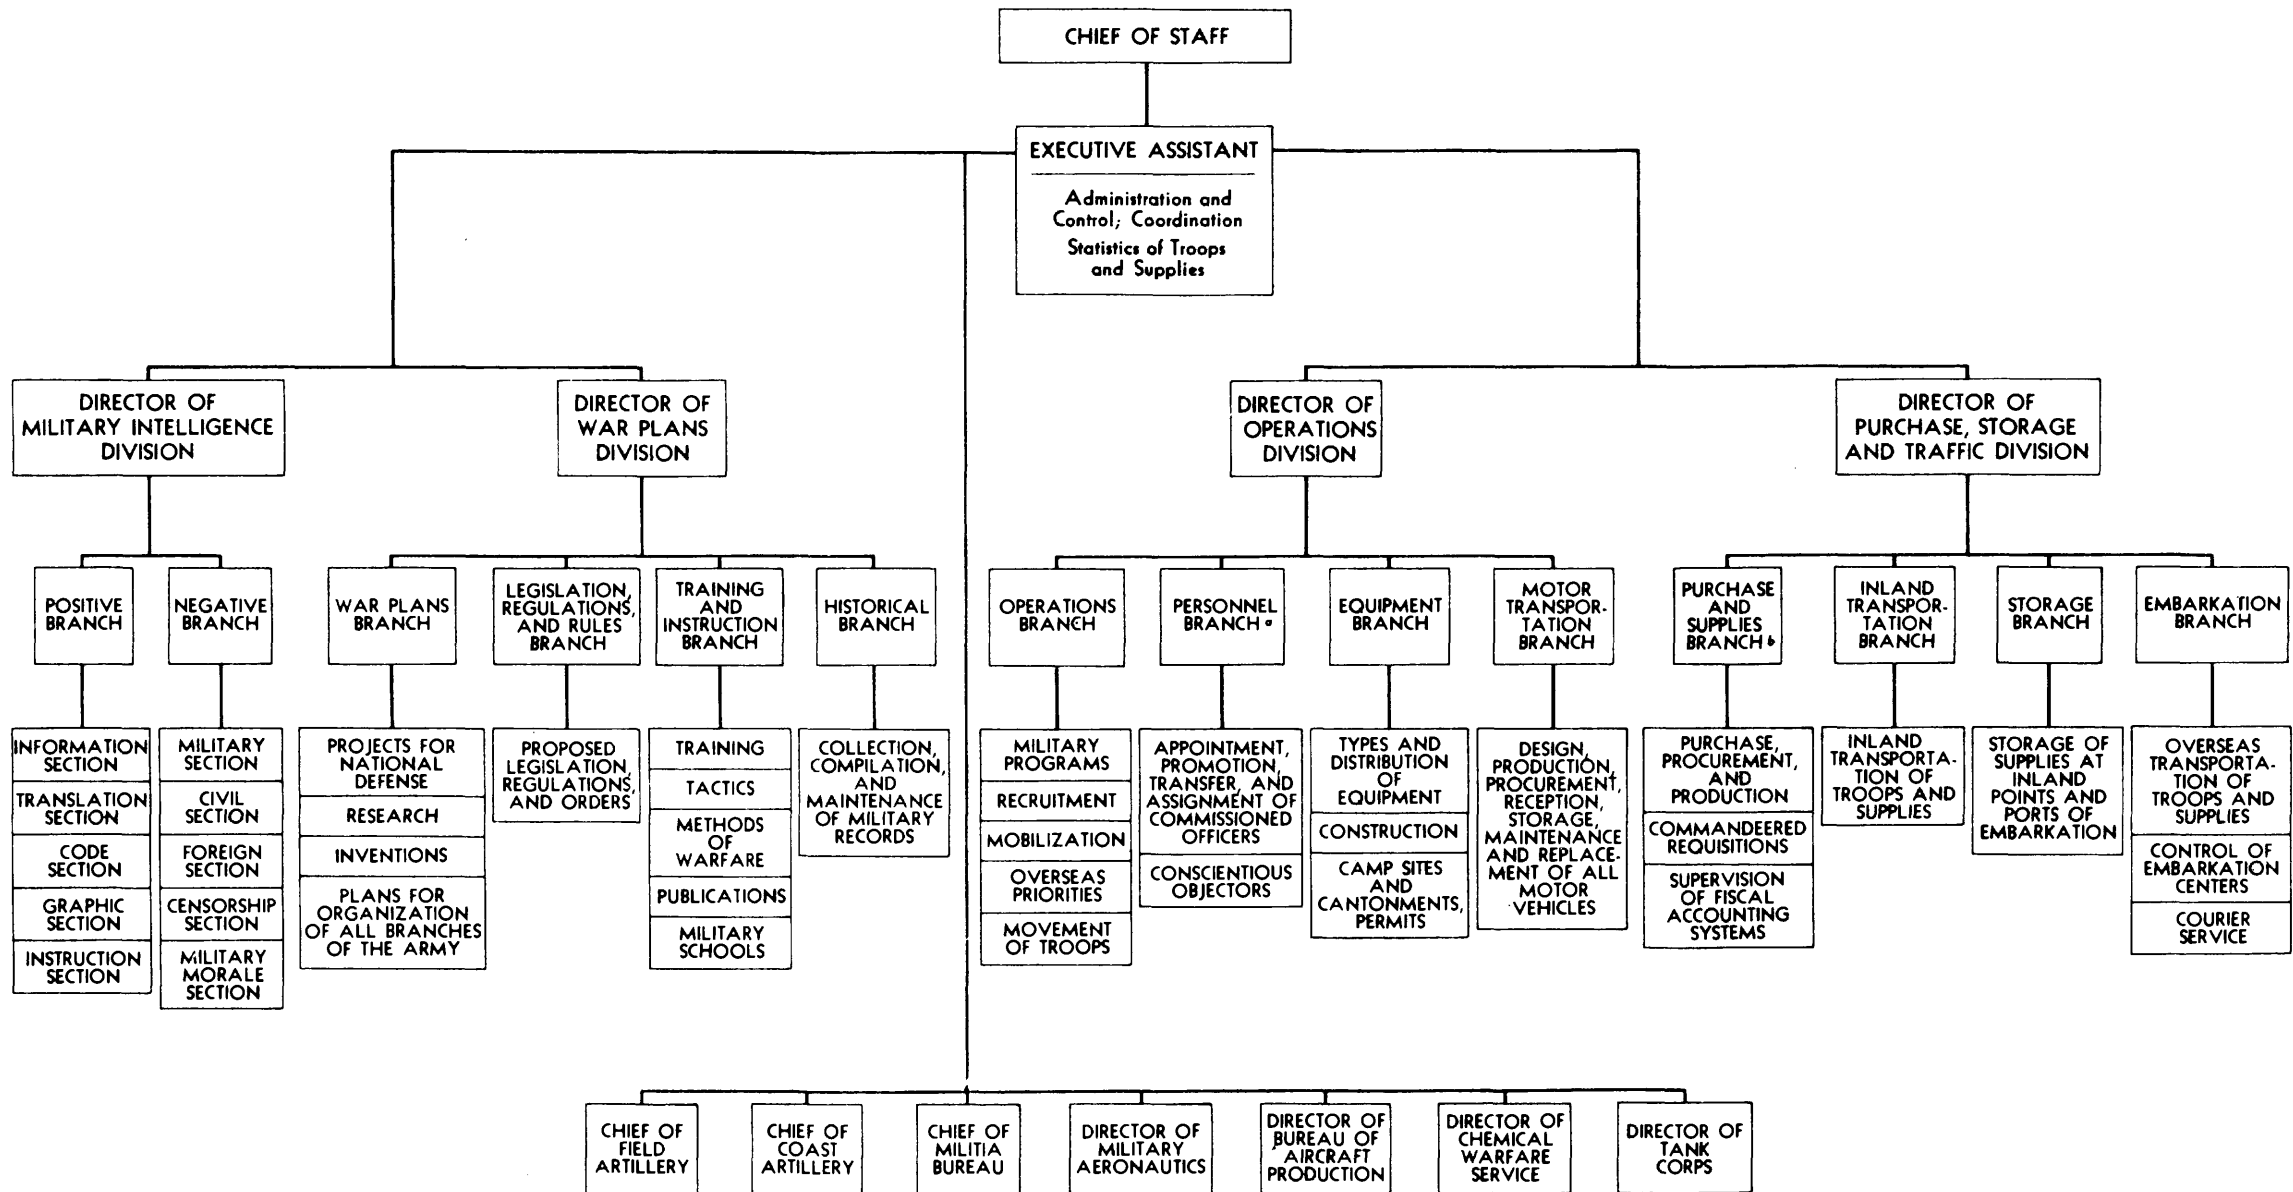 CHIEF OF STAFF
EXECUTIVE ASSISTANT
Administration and
Control; Coordination
Statistics of Troops
and Supplies
DIRECTOR OF
MILITARY INTELLIGENCE
DIVISION
DIRECTOR OF
WAR PLANS
DIVISION
DIRECTOR OF
OPERATIONS
DIVISION
DIRECTOR OF
PURCHASE, STORAGE
AND TRAFFIC DIVISION
POSITIVE
BRANCH
NEGATIVE
BRANCH
WAR PLANS
BRANCH
LEGISLATION,
REGULATIONS,
AND RULES
BRANCH
TRAINING
AND
INSTRUCTION
BRANCH
HISTORICAL
BRANCH
OPERATIONS
BRANCH
PERSONNEL
BRANCH a
EQUIPMENT
BRANCH
MOTOR
TRANSPOR-
TATION
BRANCH
PURCHASE
AND
SUPPLIES
BRANCH b
INLAND
TRANSPOR-
TATION
BRANCH
STORAGE
BRANCH
EMBARKATION
BRANCH
INFORMATION
SECTION
TRANSLATION
SECTION
CODE
SECTION
GRAPHIC
SECTION
INSTRUCTION
SECTION
MILITARY
SECTION
CIVIL
SECTION
FOREIGN
SECTION
CENSORSHIP
SECTION
MILITARY
MORALE
SECTION
PROJECTS FOR
NATIONAL
DEFENSE
RESEARCH
INVENTIONS
PLANS FOR
ORGANIZATION
OF ALL BRANCHES
OF THE ARMY
PROPOSED
LEGISLATION,
REGULATIONS,
AND ORDERS
TRAINING
TACTICS
METHODS
OF
WARFARE
PUBLICATIONS
MILITARY
SCHOOLS
COLLECTION,
COMPILATION,
AND
MAINTENANCE
OF MILITARY
RECORDS
MILITARY
PROGRAMS
RECRUITMENT
MOBILIZATION
OVERSEAS
PRIORITIES
MOVEMENT
OF TROOPS
APPOINTMENT,
PROMOTION,
TRANSFER, AND
ASSIGNMENT OF
COMMISSIONED
OFFICERS
CONSCIENTIOUS
OBJECTORS
TYPES AND
DISTRIBUTION
OF
EQUIPMENT
CONSTRUCTION
CAMP SITES
AND
CANTONMENTS,
PERMITS
DESIGN,
PRODUCTION,
PROCUREMENT,
RECEPTION,
STORAGE,
MAINTENANCE
AND REPLACE-
MENT OF ALL
MOTOR
VEHICLES
PURCHASE,
PROCUREMENT,
AND
PRODUCTION
COMMANDEERED
REQUISITIONS
SUPERVISION
OF FISCAL
ACCOUNTING
SYSTEMS
INLAND
TRANSPORTA-
TION OF
TROOPS AND
SUPPLIES
STORAGE OF
SUPPLIES AT
INLAND
POINTS AND
PORTS OF
EMBARKATION
OVERSEAS
TRANSPORTA-
TION OF
TROOPS AND
SUPPLIES
CONTROL OF
EMBARKATION
CENTERS
COURIER
SERVICE
CHIEF OF
FIELD
ARTILLERY
CHIEF OF
COAST
ARTILLERY
CHIEF OF
MILITIA
BUREAU
DIRECTOR OF
MILITARY
AERONAUTICS
DIRECTOR OF
BUREAU OF
AIRCRAFT
PRODUCTION
DIRECTOR OF
CHEMICAL
WARFARE
SERVICE
DIRECTOR OF
TANK
CORPS